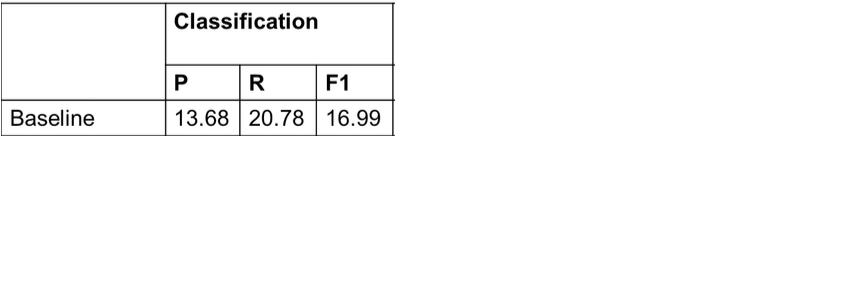 Classification
P R F1
Baseline 13.68 20.78 16.99